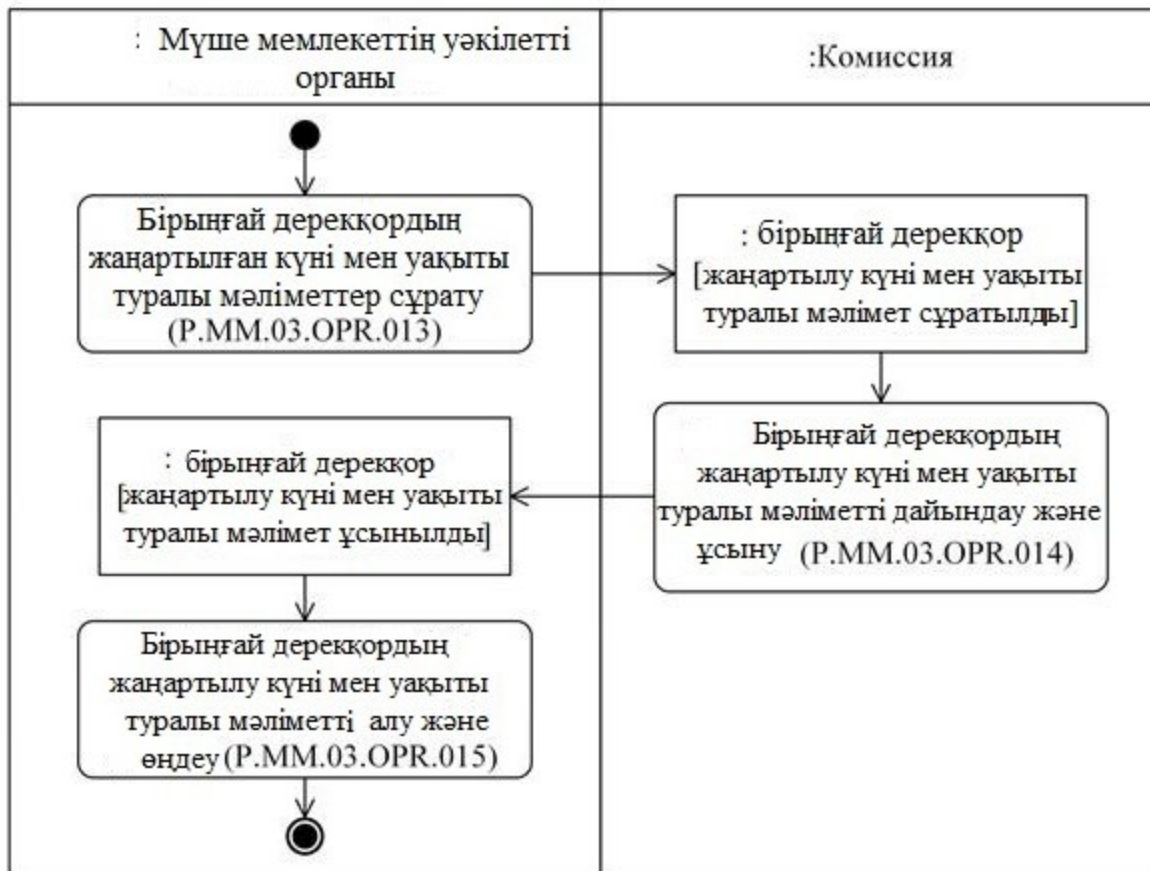 : Мүше мемлекеттің уәкілетті
органы
:Комиссия
Бірыңғай дерекқордың
жаңартылған күні мен уақыты
туралы мәліметтер сұрату
(P.MM.03.OPR.013)
: бірыңғай дерекқор
[жаңартылу күні мен уақыты
туралы мәлімет сұратылды]
Бірыңғай дерекқордың
жаңартылу күні мен уақыты
туралы мәліметті дайындау және
ұсыну (P.MM.03.OPR.014)
: бірыңғай дерекқор
[жаңартылу күні мен уақыты
туралы мәлімет ұсынылды]
Бірыңғай дерекқордың
жаңартылу күні мен уақыты
туралы мәліметті алу және
өңдеу (P.MM.03.OPR.015)